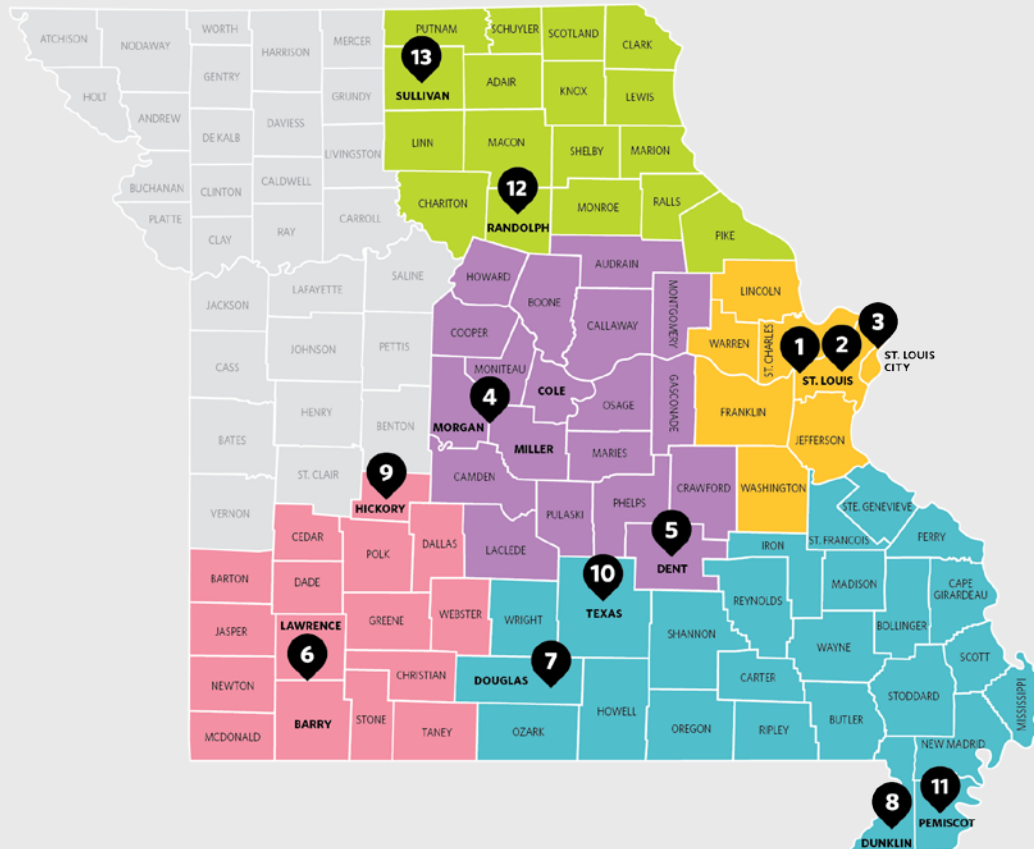 ATCHISON
NODAWAY
WORTH
HARRISON
MERCER
PUTNAM
SCHUYLER
SCOTLAND
CLARK
13
SULLIVAN
ADAIR
KNOX
LEWIS
HOLT
ANDREW
GENTRY
DE KALB
DAVIESS
GRUNDY
LIVINGSTON
LINN
MACON
SHELBY
MARION
BUCHANAN
CLINTON
CALDWELL
CARROLL
CHARITON
12
RANDOLPH
MONROE
RALLS
PIKE
PLATTE
CLAY
RAY
SALINE
HOWARD
BOONE
AUDRAIN
MONTGOMERY
LINCOLN
JACKSON
LAFAYETTE
COOPER
CALLAWAY
WARREN
ST. CHARLES
1
2
3
ST. LOUIS
ST. LOUIS
CITY
CASS
JOHNSON
PETTIS
MONITEAU
4
MORGAN
COLE
OSAGE
GASCONADE
FRANKLIN
JEFFERSON
BATES
HENRY
BENTON
MILLER
MARIES
ST. CLAIR
9
HICKORY
CAMDEN
PULASKI
PHELPS
CRAWFORD
WASHINGTON
STE. GENEVIEVE
VERNON
CEDAR
POLK
DALLAS
LACLEDE
5
DENT
IRON
ST. FRANCOIS
PERRY
BARTON
DADE
10
TEXAS
REYNOLDS
MADISON
CAPE
GIRARDEAU
JASPER
LAWRENCE
6
GREENE
WEBSTER
WRIGHT
SHANNON
WAYNE
BOLLINGER
SCOTT
NEWTON
CHRISTIAN
DOUGLAS
7
CARTER
STODDARD
MISSISSIPPI
MCDONALD
BARRY
STONE
TANEY
OZARK
HOWELL
OREGON
RIPLEY
BUTLER
NEW MADRID
8
DUNKLIN
11
PEMISCOT